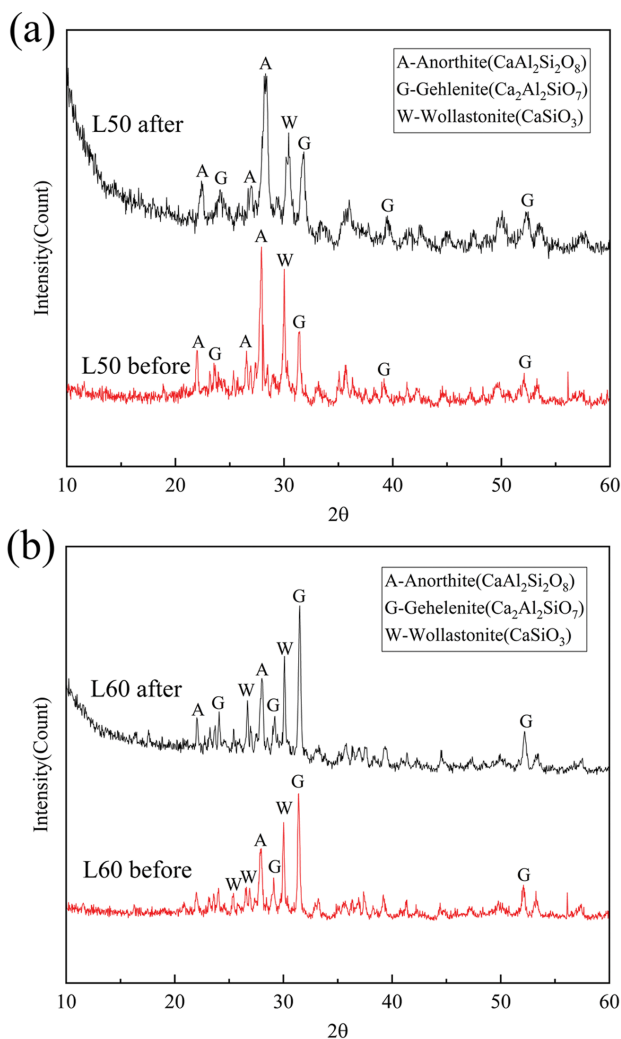 (a)
A-Anorthite(CaAl₂Si₂O₈)
G-Gehlenite(Ca₂Al₂SiO₇)
W-Wollastonite(CaSiO₃)
L50 after
A
W
G
A
G
A
G
G
A
W
L50 before
G
A
G
A
G
G
Intensity(Count)
10
20
30
40
50
60
2θ
(b)
A-Anorthite(CaAl₂Si₂O₈)
G-Gehelenite(Ca₂Al₂SiO₇)
W-Wollastonite(CaSiO₃)
G
L60 after
W
A
W
G
A
G
G
G
L60 before
W
A
G
W
W
G
Intensity(Count)
10
20
30
40
50
60
2θ